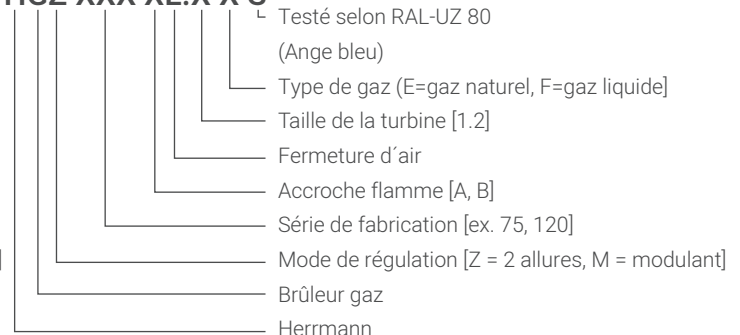 HGZ XXX XL.X X S
Testé selon RAL-UZ 80
(Ange bleu)
Type de gaz (E=gaz naturel, F=gaz liquide]
Taille de la turbine [1.2]
Fermeture d´air
Accroche flamme [A, B]
Série de fabrication [ex. 75, 120]
] Mode de régulation [Z = 2 allures, M = modulant]
Brûleur gaz
Herrmann